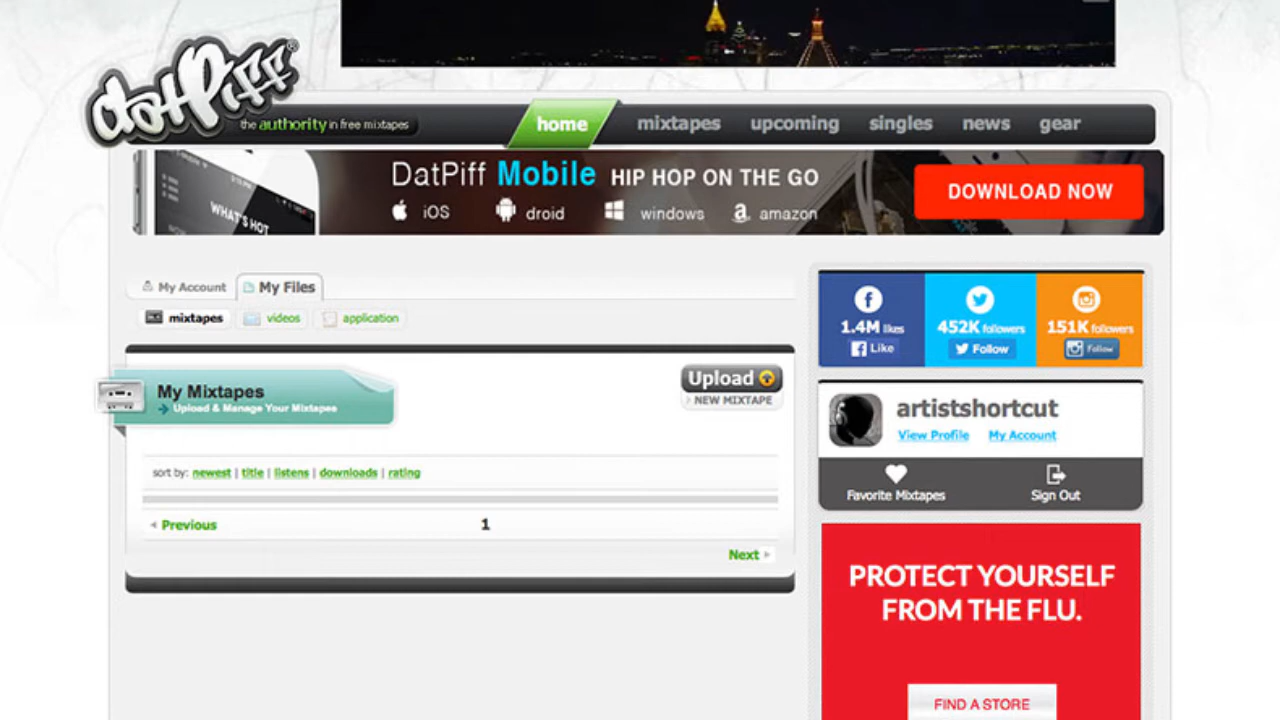 datPiff®
the authority in free mixtapes
home mixtapes upcoming singles news gear
WHAT'S HOT
DatPiff Mobile HIP HOP ON THE GO
iOS droid windows amazon
DOWNLOAD NOW
My Account My Files
mixtapes videos application
My Mixtapes
Upload & Manage Your Mixtapes
Upload
NEW MIXTAPE
sort by: newest | title | listens | downloads | rating
Previous 1
Next
1.4M likes 452K followers 151K followers
Like Follow Follow
artistshortcut
View Profile My Account
Favorite Mixtapes Sign Out
PROTECT YOURSELF
FROM THE FLU.
FIND A STORE